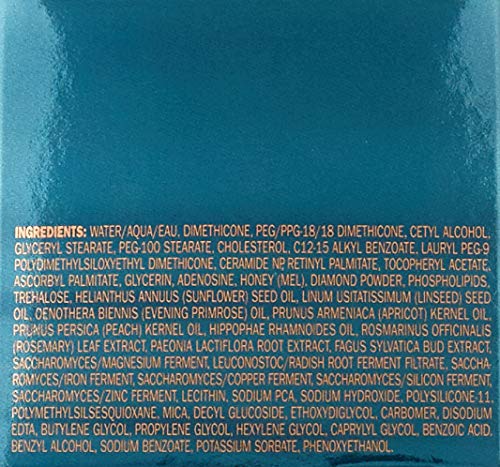 INGREDIENTS: WATER/AQUA/EAU, DIMETHICONE, PEG/PPG-18/18 DIMETHICONE, CETYL ALCOHOL,
GLYCERYL STEARATE, PEG-100 STEARATE, CHOLESTEROL, C12-15 ALKYL BENZOATE, LAURYL PEG-9
POLYDIMETHYLSILOXYETHYL DIMETHICONE, CERAMIDE NP, RETINYL PALMITATE, TOCOPHERYL ACETATE,
ASCORBYL PALMITATE, GLYCERIN, ADENOSINE, HONEY (MEL), DIAMOND POWDER, PHOSPHOLIPIDS,
TREHALOSE, HELIANTHUS ANNUUS (SUNFLOWER) SEED OIL, LINUM USITATISSIMUM (LINSEED) SEED
OIL, OENOTHERA BIENNIS (EVENING PRIMROSE) OIL, PRUNUS ARMENIACA (APRICOT) KERNEL OIL,
PRUNUS PERSICA (PEACH) KERNEL OIL, HIPPOPHAE RHAMNOIDES OIL, ROSMARINUS OFFICINALIS
(ROSEMARY) LEAF EXTRACT, PAEONIA LACTIFLORA ROOT EXTRACT, FAGUS SYLVATICA BUD EXTRACT,
SACCHAROMYCES/MAGNESIUM FERMENT, LEUCONOSTOC/RADISH ROOT FERMENT FILTRATE, SACCHA-
ROMYCES/IRON FERMENT, SACCHAROMYCES/COPPER FERMENT, SACCHAROMYCES/SILICON FERMENT,
SACCHAROMYCES/ZINC FERMENT, LECITHIN, SODIUM PCA, SODIUM HYDROXIDE, POLYSILICONE-11,
POLYMETHYLSILSESQUIOXANE, MICA, DECYL GLUCOSIDE, ETHOXYDIGLYCOL, CARBOMER, DISODIUM
EDTA, BUTYLENE GLYCOL, PROPYLENE GLYCOL, HEXYLENE GLYCOL, CAPRYLYL GLYCOL, BENZOIC ACID,
BENZYL ALCOHOL, SODIUM BENZOATE, POTASSIUM SORBATE, PHENOXYETHANOL.